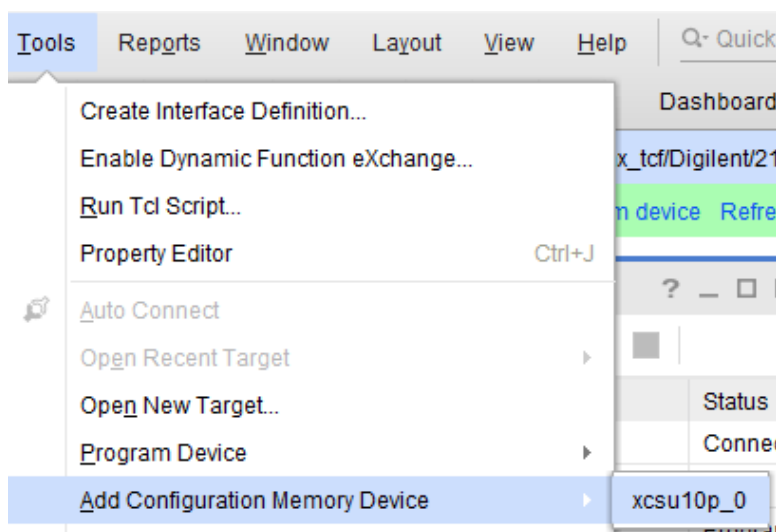 Tools Reports Window Layout View Help Quick
Dashboard
Create Interface Definition...
Enable Dynamic Function eXchange... x_tcf/Digilent/21
Run Tcl Script... m device Refre
Property Editor Ctrl+J
? 
Auto Connect
Open Recent Target
Open New Target... Status
Program Device Connec
Add Configuration Memory Device xcsu10p_0